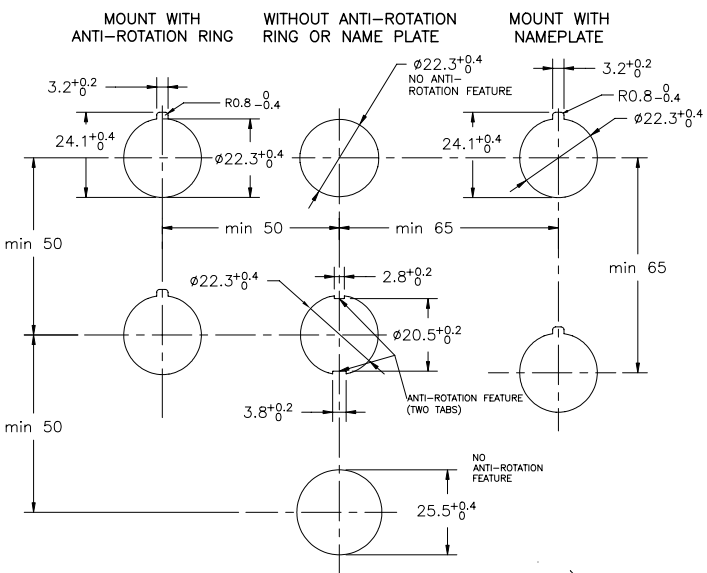 MOUNT WITH
ANTI-ROTATION RING
WITHOUT ANTI-ROTATION
RING OR NAME PLATE
MOUNT WITH
NAMEPLATE
3.2+0.2 0
R0.8 0 -0.4
24.1+0.4 0
ø22.3+0.4 0
ø22.3+0.4 0
NO ANTI-
ROTATION FEATURE
3.2+0.2 0
R0.8 0 -0.4
24.1+0.4 0
ø22.3+0.4 0
min 50
min 50
min 65
min 65
ø22.3+0.4 0
2.8+0.2 0
ø20.5+0.2 0
3.8+0.2 0
ANTI-ROTATION FEATURE
(TWO TABS)
min 50
NO
ANTI-ROTATION
FEATURE
25.5+0.4 0